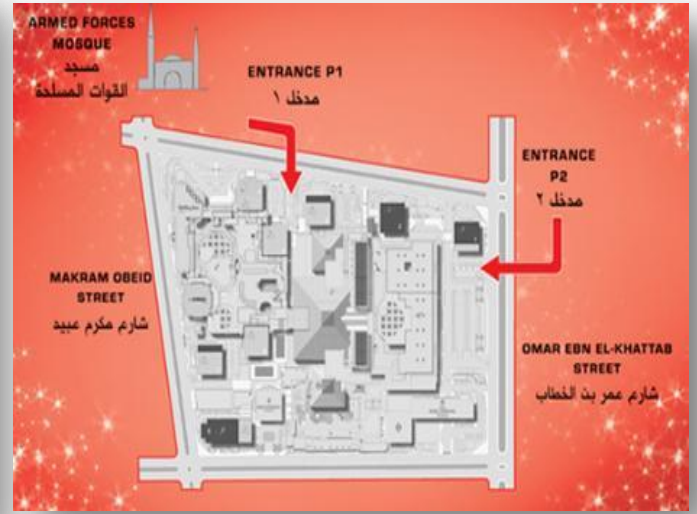 ARMED FORCES
MOSQUE
مسجد
القوات المسلحة
ENTRANCE P1
مدخل ١
ENTRANCE
P2
مدخل ٢
MAKRAM OBEID
STREET
شارع مكرم عبيد
OMAR EBN EL-KHATTAB
STREET
شارع عمر بن الخطاب